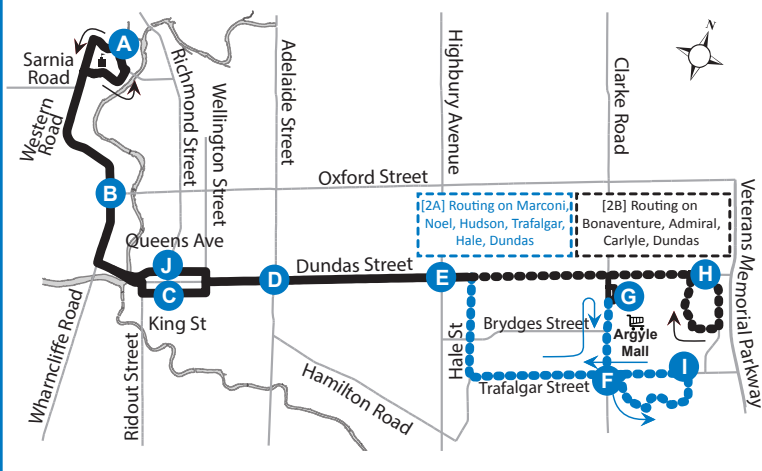 N
A
Sarnia
Road
Western
Road
Richmond Street
Wellington Street
Adelaide Street
Highbury Avenue
Clarke Road
B
Oxford Street
[2A] Routing on Marconi,
Noel, Hudson, Trafalgar,
Hale, Dundas
[2B] Routing on
Bonaventure, Admiral,
Carlyle, Dundas
Veterans Memorial Parkway
Queens Ave
J
C
D
Dundas Street
E
H
G
King St
Brydges Street
Argyle
Mall
Wharncliffe Road
Ridout Street
Hamilton Road
Hale St
Trafalgar Street
F
I